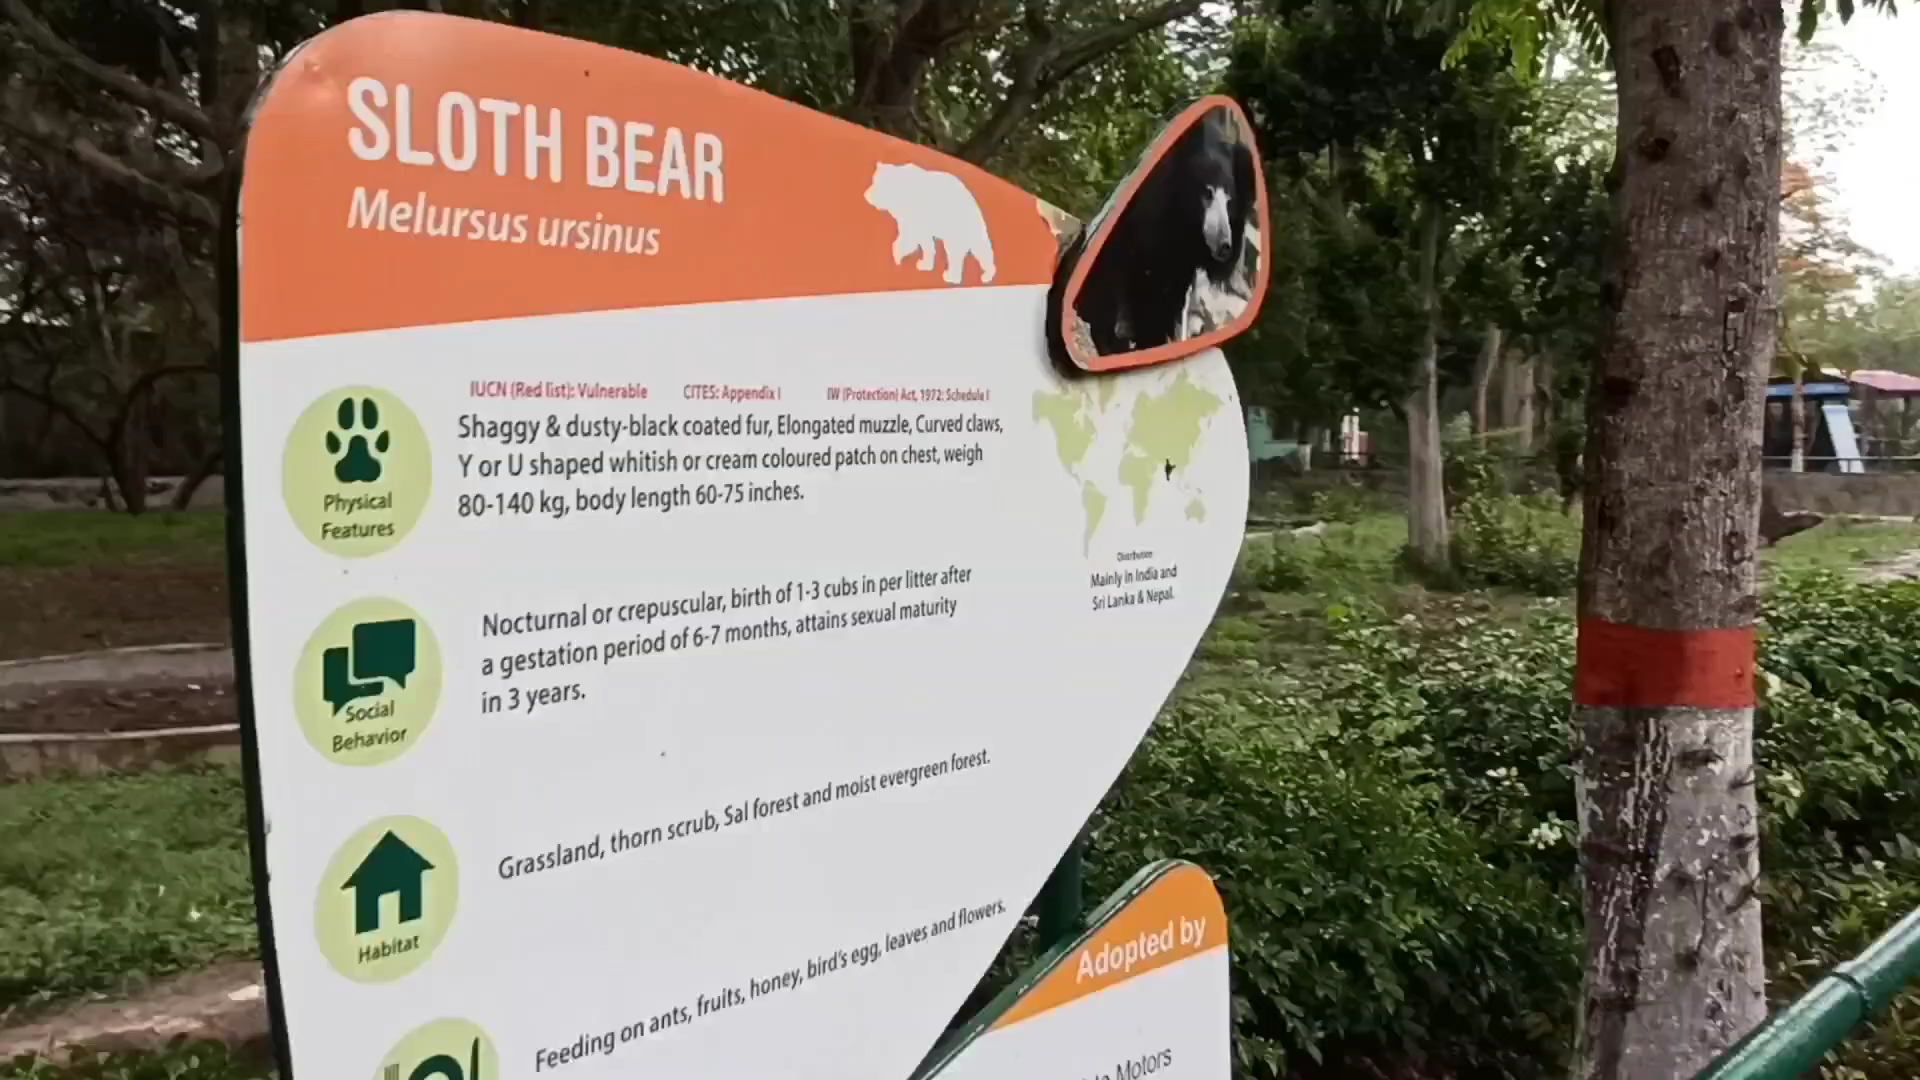 SLOTH BEAR
Melursus ursinus
IUCN (Red list): Vulnerable CITES: Appendix I IW (Protection) Act, 1972: Schedule I
Physical
Features
Shaggy & dusty-black coated fur, Elongated muzzle, Curved claws,
Y or U shaped whitish or cream coloured patch on chest, weigh
80-140 kg, body length 60-75 inches.
Distribution
Mainly in India and
Sri Lanka & Nepal.
Social
Behavior
Nocturnal or crepuscular, birth of 1-3 cubs in per litter after
a gestation period of 6-7 months, attains sexual maturity
in 3 years.
Habitat
Grassland, thorn scrub, Sal forest and moist evergreen forest.
Feeding on ants, fruits, honey, bird's egg, leaves and flowers.
Adopted by
Motors